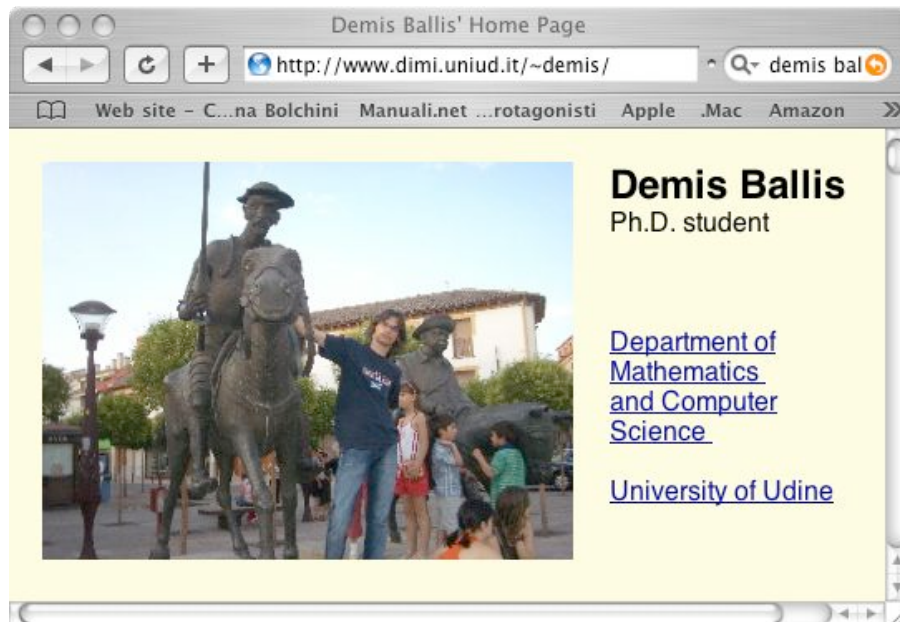 Demis Ballis' Home Page
http://www.dimi.uniud.it/~demis/
demis bal
Web site – C...na Bolchini Manuali.net ...rotagonisti Apple .Mac Amazon
Demis Ballis
Ph.D. student
Department of
Mathematics
and Computer
Science
University of Udine